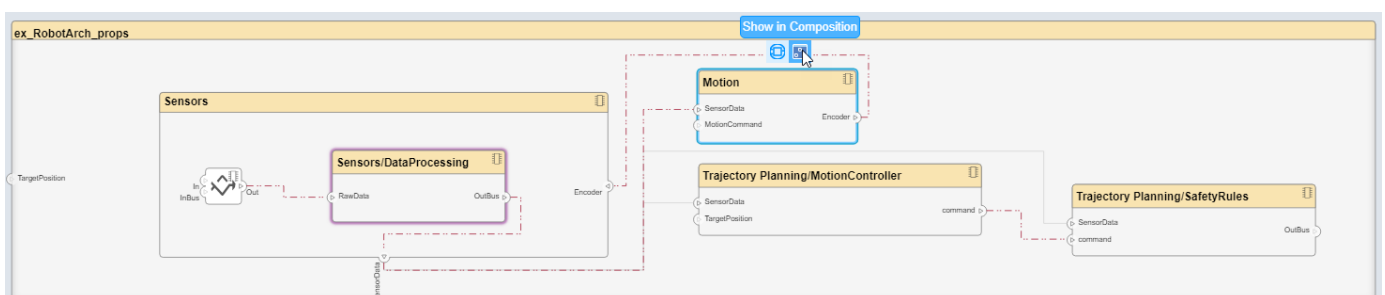 Show in Composition
ex_RobotArch_props
Motion
SensorData
MotionCommand
Encoder
Sensors
Sensors/DataProcessing
RawData
OutBus
In
InBus
Out
Encoder
TargetPosition
Trajectory Planning/MotionController
SensorData
TargetPosition
command
Trajectory Planning/SafetyRules
SensorData
command
OutBus